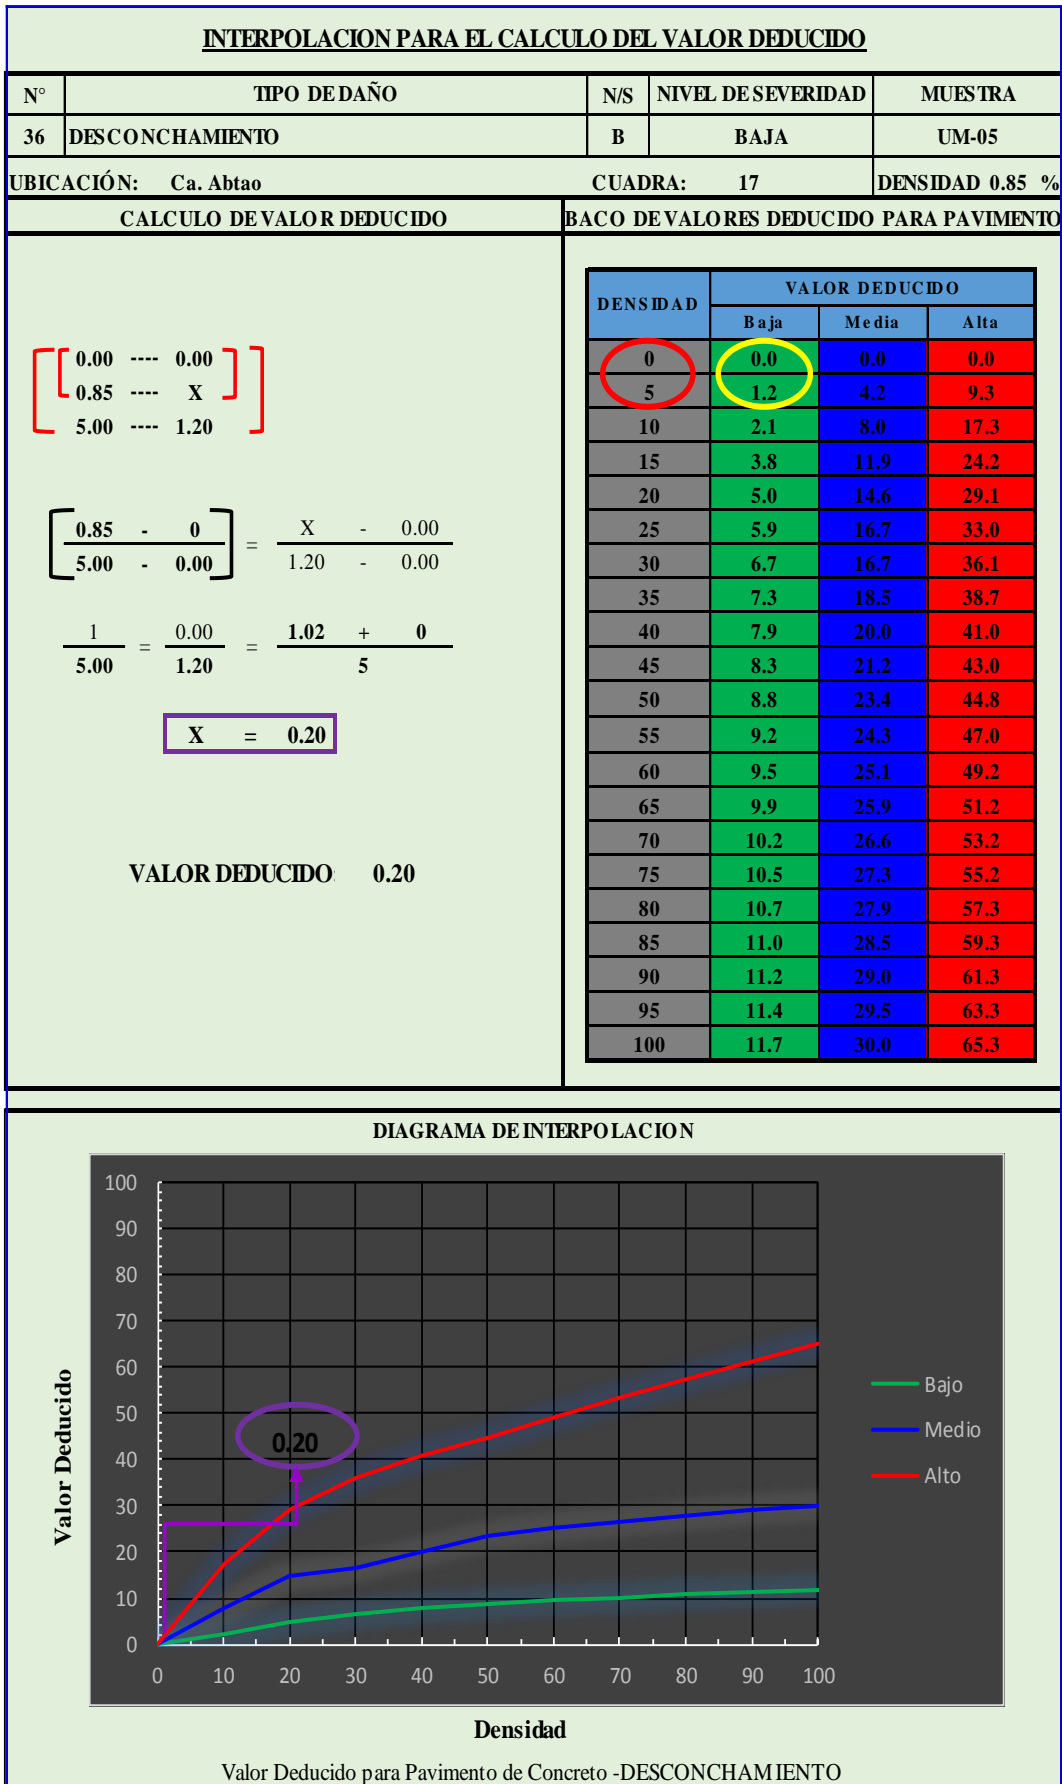 INTERPOLACION PARA EL CALCULO DEL VALOR DEDUCIDO
N° TIPO DE DAÑO N/S NIVEL DE SEVERIDAD MUESTRA
36 DESCONCHAMIENTO B BAJA UM-05
UBICACIÓN: Ca. Abtao CUADRA: 17 DENSIDAD 0.85 %
CALCULO DE VALOR DEDUCIDO BACO DE VALORES DEDUCIDO PARA PAVIMENTO
0.00 ---- 0.00
0.85 ---- X
5.00 ---- 1.20
0.85 - 0 = X - 0.00
5.00 - 0.00 1.20 - 0.00
1 = 0.00 = 1.02 + 0
5.00 1.20 5
X = 0.20
VALOR DEDUCIDO: 0.20
DENSIDAD VALOR DEDUCIDO
Baja Media Alta
0 0.0 0.0 0.0
5 1.2 4.2 9.3
10 2.1 8.0 17.3
15 3.8 11.9 24.2
20 5.0 14.6 29.1
25 5.9 16.7 33.0
30 6.7 16.7 36.1
35 7.3 18.5 38.7
40 7.9 20.0 41.0
45 8.3 21.2 43.0
50 8.8 23.4 44.8
55 9.2 24.3 47.0
60 9.5 25.1 49.2
65 9.9 25.9 51.2
70 10.2 26.6 53.2
75 10.5 27.3 55.2
80 10.7 27.9 57.3
85 11.0 28.5 59.3
90 11.2 29.0 61.3
95 11.4 29.5 63.3
100 11.7 30.0 65.3
DIAGRAMA DE INTERPOLACION
100
90
80
70
60
50
40
30
20
10
0
Valor Deducido
0.20
Bajo
Medio
Alto
0 10 20 30 40 50 60 70 80 90 100
Densidad
Valor Deducido para Pavimento de Concreto -DESCONCHAMIENTO